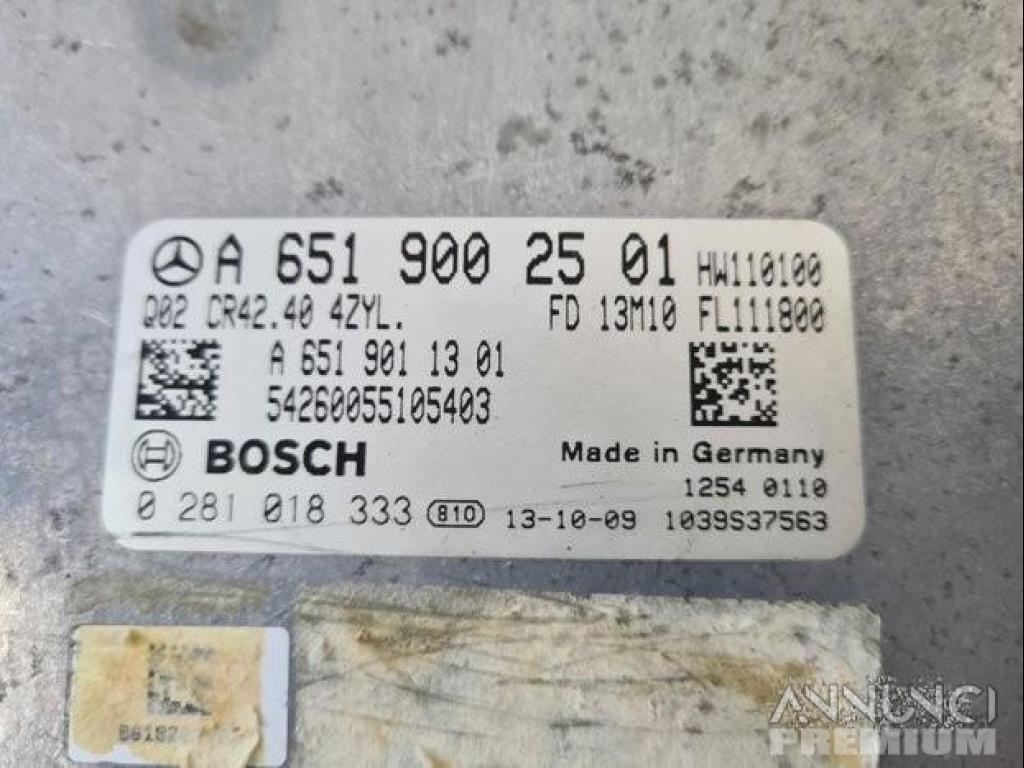 A 651 900 25 01 HW110100
Q02 CR42.40 4ZYL. FD 13M10 FL111800
A 651 901 13 01
54260055105403
BOSCH Made in Germany
1254 0110
0 281 018 333 810 13-10-09 1039S37563
ANNUNCI
PREMIUM